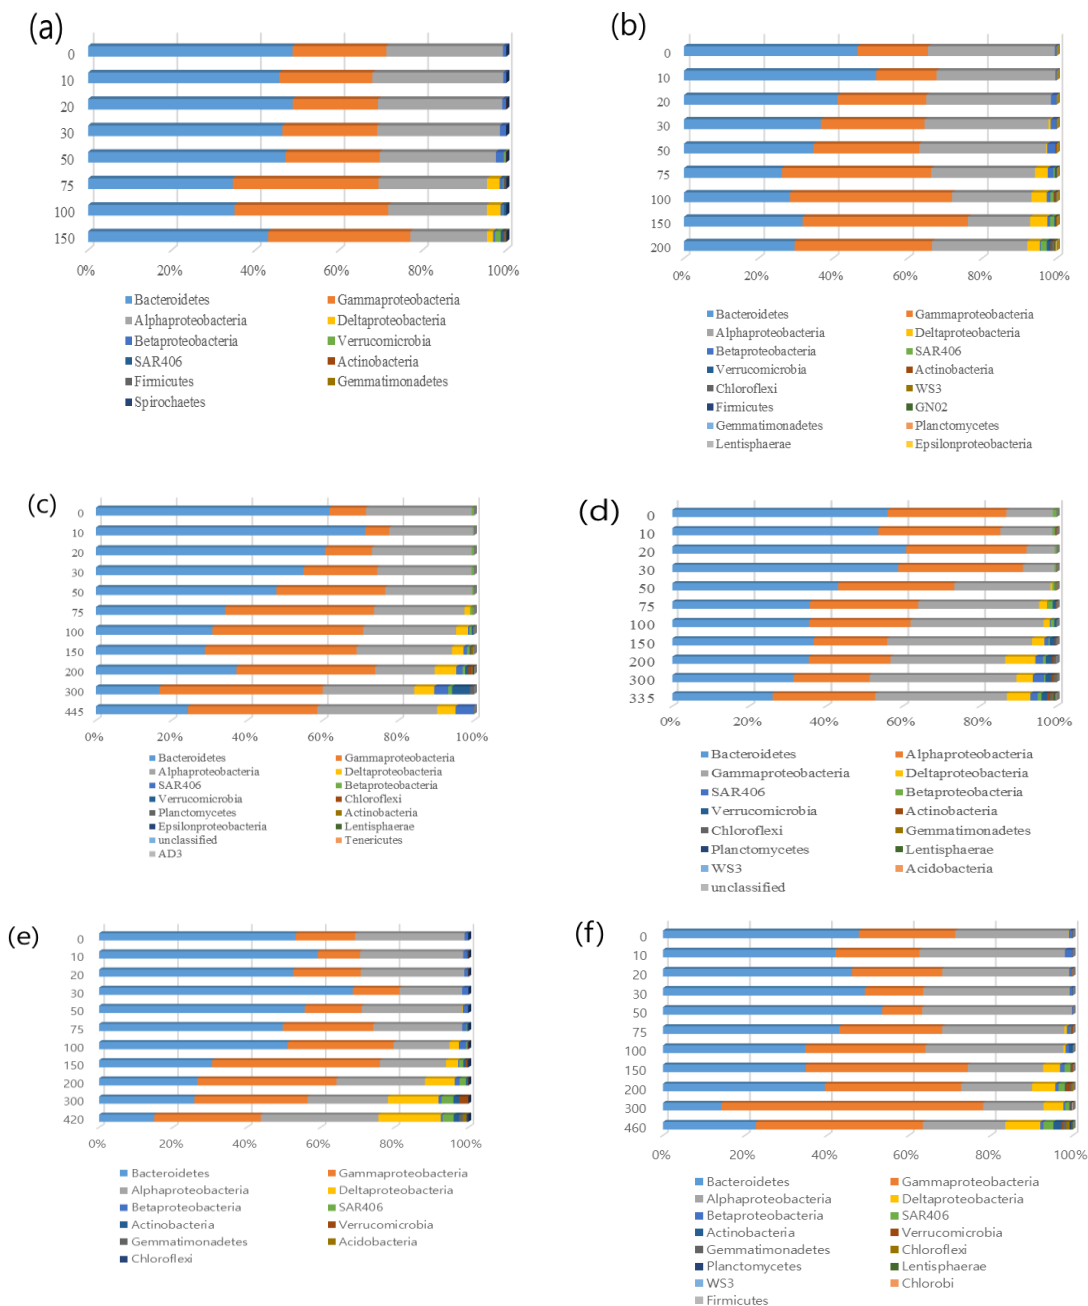 (a)
0
10
20
30
50
75
100
150
0% 20% 40% 60% 80% 100%
Bacteroidetes Gammaproteobacteria
Alphaproteobacteria Deltaproteobacteria
Betaproteobacteria Verrucomicrobia
SAR406 Actinobacteria
Firmicutes Gemmatimonadetes
Spirochaetes
(b)
0
10
20
30
50
75
100
150
200
0% 20% 40% 60% 80% 100%
Bacteroidetes Gammaproteobacteria
Alphaproteobacteria Deltaproteobacteria
Betaproteobacteria SAR406
Verrucomicrobia Actinobacteria
Chloroflexi WS3
Firmicutes GN02
Gemmatimonadetes Planctomycetes
Lentisphaerae Epsilonproteobacteria
(c)
0
10
20
30
50
75
100
150
200
300
445
0% 20% 40% 60% 80% 100%
Bacteroidetes Gammaproteobacteria
Alphaproteobacteria Deltaproteobacteria
SAR406 Betaproteobacteria
Verrucomicrobia Chloroflexi
Planctomycetes Actinobacteria
Epsilonproteobacteria Lentisphaerae
unclassified Tenericutes
AD3
(d)
0
10
20
30
50
75
100
150
200
300
335
0% 20% 40% 60% 80% 100%
Bacteroidetes Alphaproteobacteria
Gammaproteobacteria Deltaproteobacteria
SAR406 Betaproteobacteria
Verrucomicrobia Actinobacteria
Chloroflexi Gemmatimonadetes
Planctomycetes Lentisphaerae
WS3 Acidobacteria
unclassified
(e)
0
10
20
30
50
75
100
150
200
300
420
0% 20% 40% 60% 80% 100%
Bacteroidetes Gammaproteobacteria
Alphaproteobacteria Deltaproteobacteria
Betaproteobacteria SAR406
Actinobacteria Verrucomicrobia
Gemmatimonadetes Acidobacteria
Chloroflexi
(f)
0
10
20
30
50
75
100
150
200
300
460
0% 20% 40% 60% 80% 100%
Bacteroidetes Gammaproteobacteria
Alphaproteobacteria Deltaproteobacteria
Betaproteobacteria SAR406
Actinobacteria Verrucomicrobia
Gemmatimonadetes Chloroflexi
Planctomycetes Lentisphaerae
WS3 Chlorobi
Firmicutes